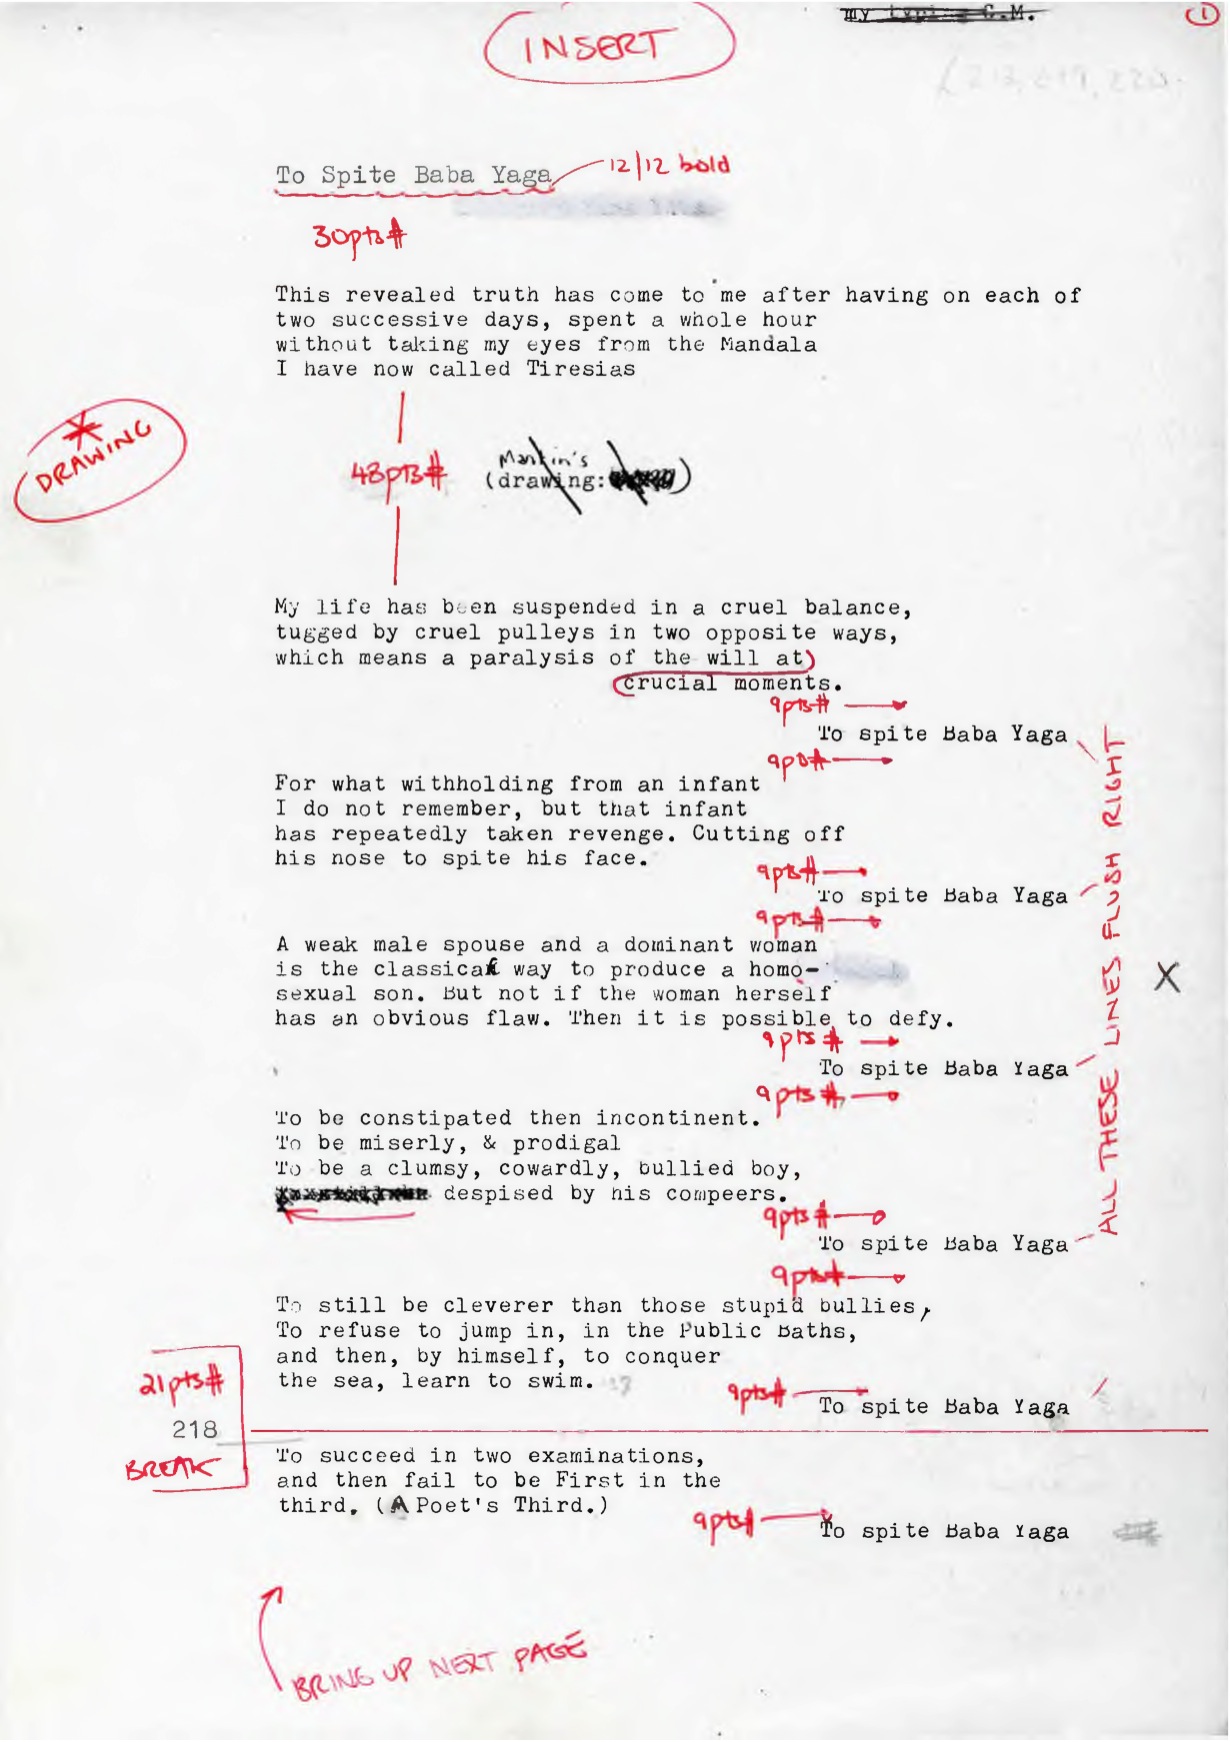 my typing G.M.
1
INSERT
To Spite Baba Yaga
12/12 bold
30pts#
This revealed truth has come to me after having on each of
two successive days, spent a whole hour
without taking my eyes from the Mandala
I have now called Tiresias
* DRAWING
48pts#
Martin's
(drawing: )
My life has been suspended in a cruel balance,
tugged by cruel pulleys in two opposite ways,
which means a paralysis of the will at
crucial moments.
9pts#
To spite Baba Yaga
9pts#
For what withholding from an infant
I do not remember, but that infant
has repeatedly taken revenge. Cutting off
his nose to spite his face.
9pts#
To spite Baba Yaga
9pts#
ALL THESE LINES FLUSH RIGHT
A weak male spouse and a dominant woman
is the classical way to produce a homo-
X
sexual son. But not if the woman herself
has an obvious flaw. Then it is possible to defy.
9pts#
To spite Baba Yaga
9pts#
To be constipated then incontinent.
To be miserly, & prodigal
To be a clumsy, cowardly, bullied boy,
despised by his compeers.
9pts#
To spite Baba Yaga
9pts#
To still be cleverer than those stupid bullies,
To refuse to jump in, in the Public Baths,
and then, by himself, to conquer
the sea, learn to swim.
21pts#
9pts#
To spite Baba Yaga
218
BREAK
To succeed in two examinations,
and then fail to be First in the
third. (A Poet's Third.)
9pts#
To spite Baba Yaga
BRING UP NEXT PAGE